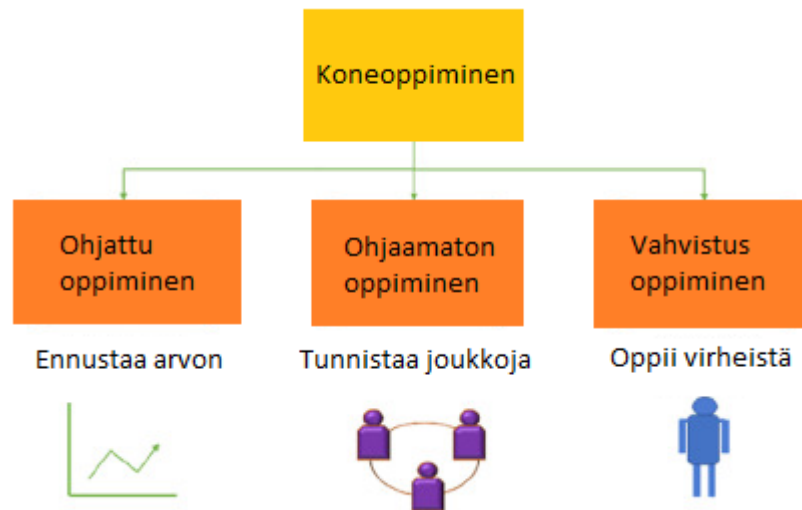 Koneoppiminen
Ohjattu
oppiminen
Ohjaamaton
oppiminen
Vahvistus
oppiminen
Ennustaa arvon
Tunnistaa joukkoja
Oppii virheistä